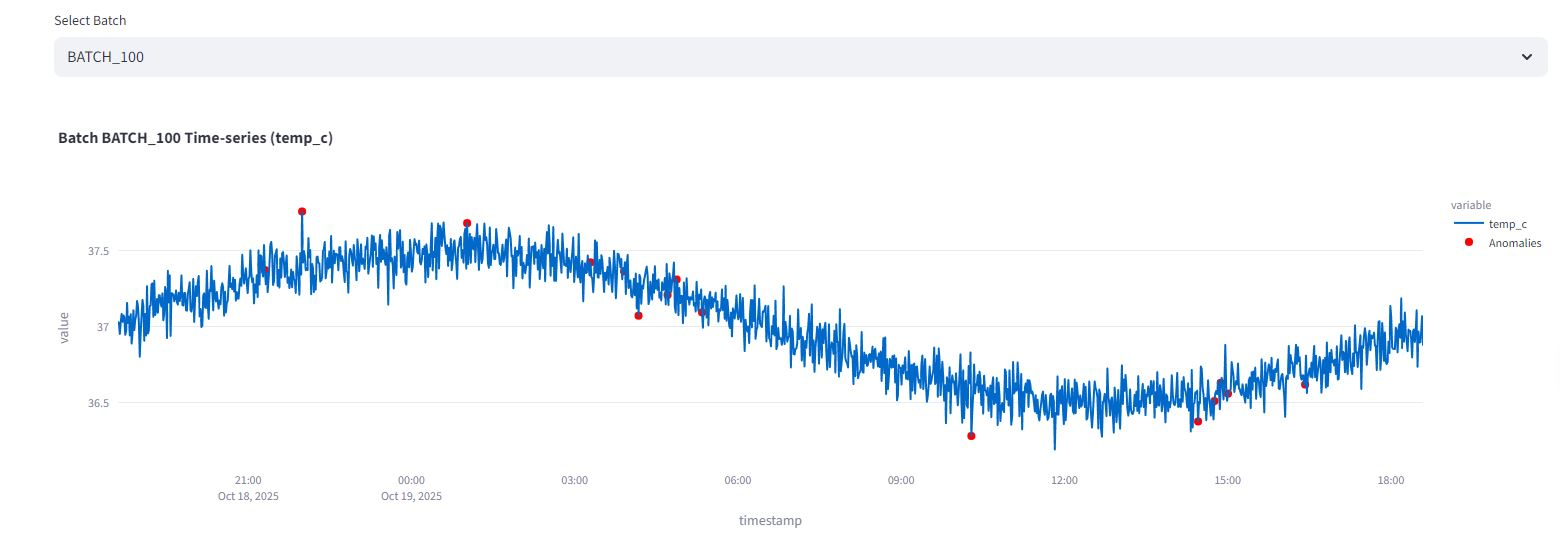 Select Batch
BATCH_100
Batch BATCH_100 Time-series (temp_c)
variable
temp_c
Anomalies
value
37.5
37
36.5
21:00 00:00 03:00 06:00 09:00 12:00 15:00 18:00
Oct 18, 2025 Oct 19, 2025
timestamp